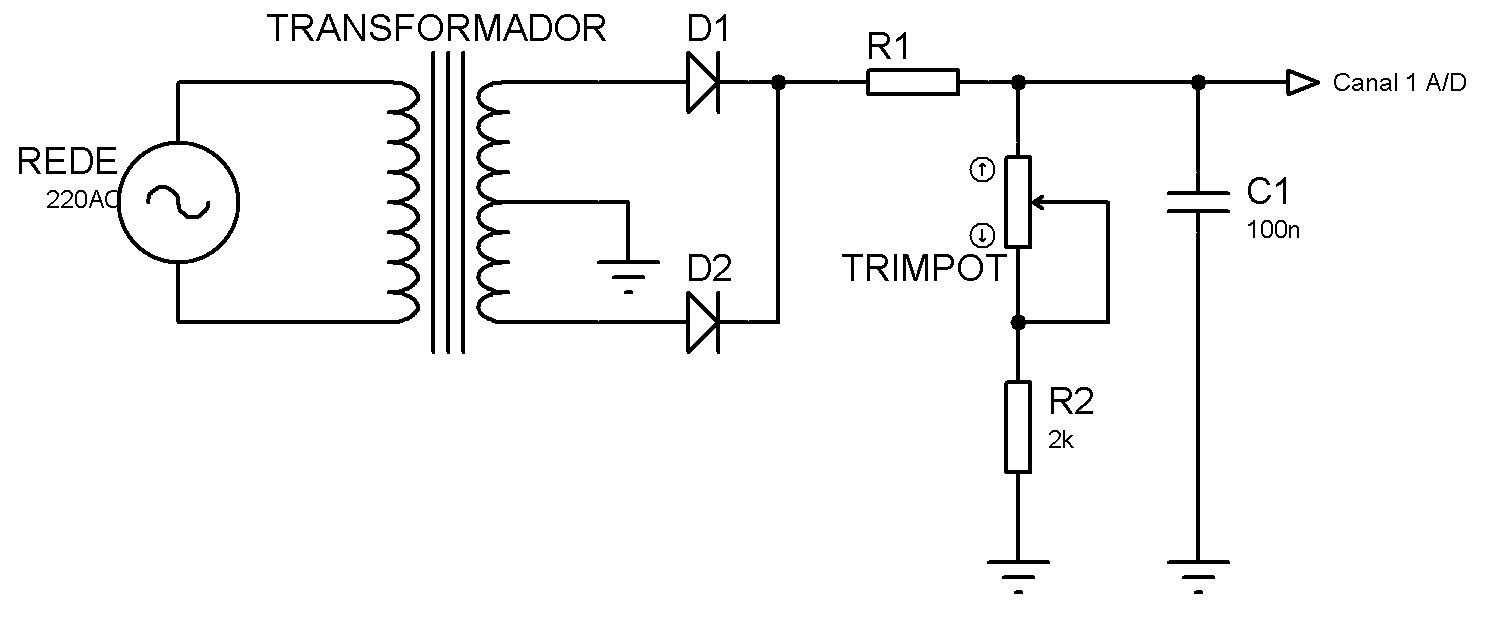 TRANSFORMADOR
D1
R1
Canal 1 A/D
REDE
220AC
C1
100n
D2
TRIMPOT
R2
2k